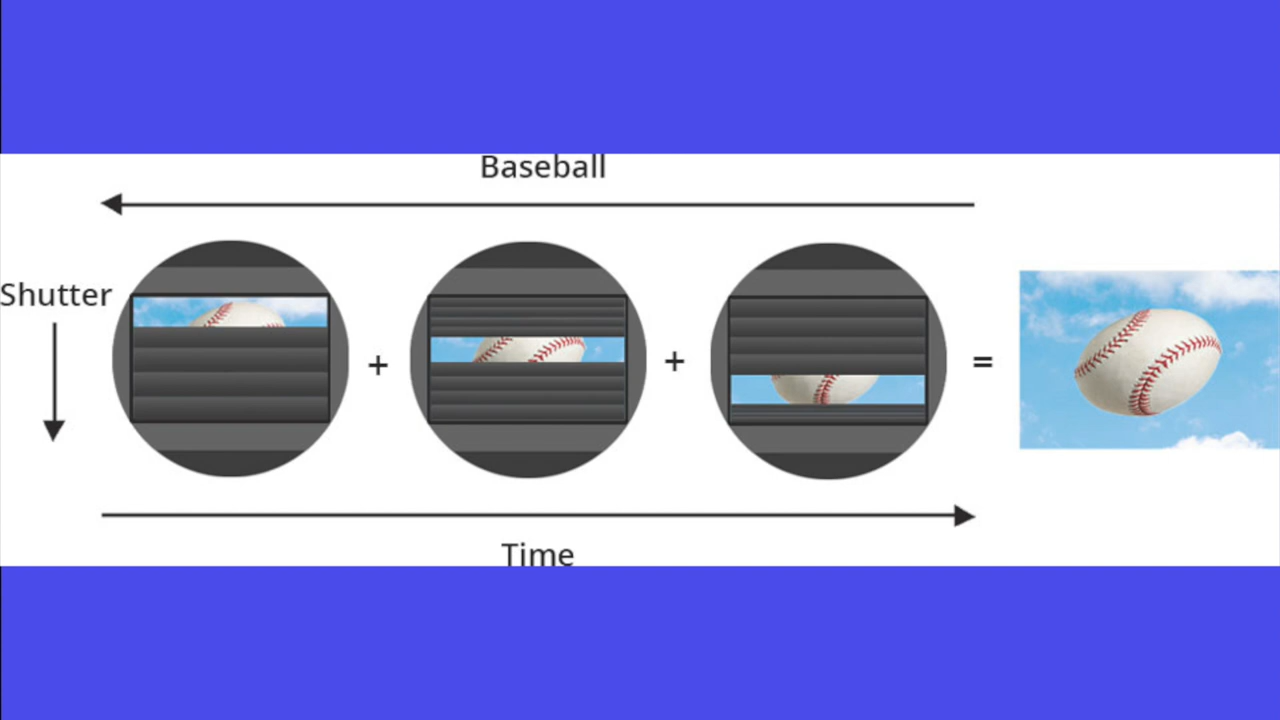 Baseball
Shutter
+
+
=
Time